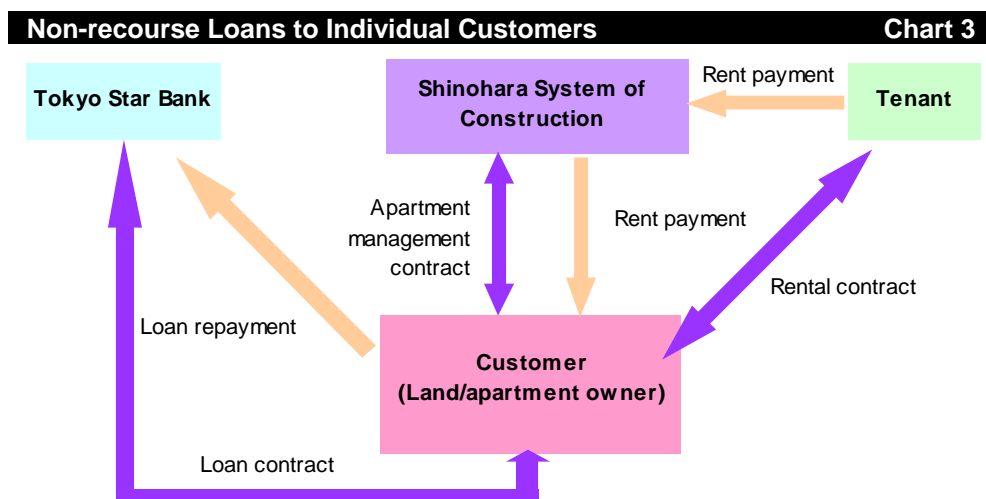 Non-recourse Loans to Individual Customers Chart 3
Tokyo Star Bank
Shinohara System of
Construction
Rent payment
Tenant
Apartment
management
contract
Rent payment
Rental contract
Loan repayment
Customer
(Land/apartment owner)
Loan contract